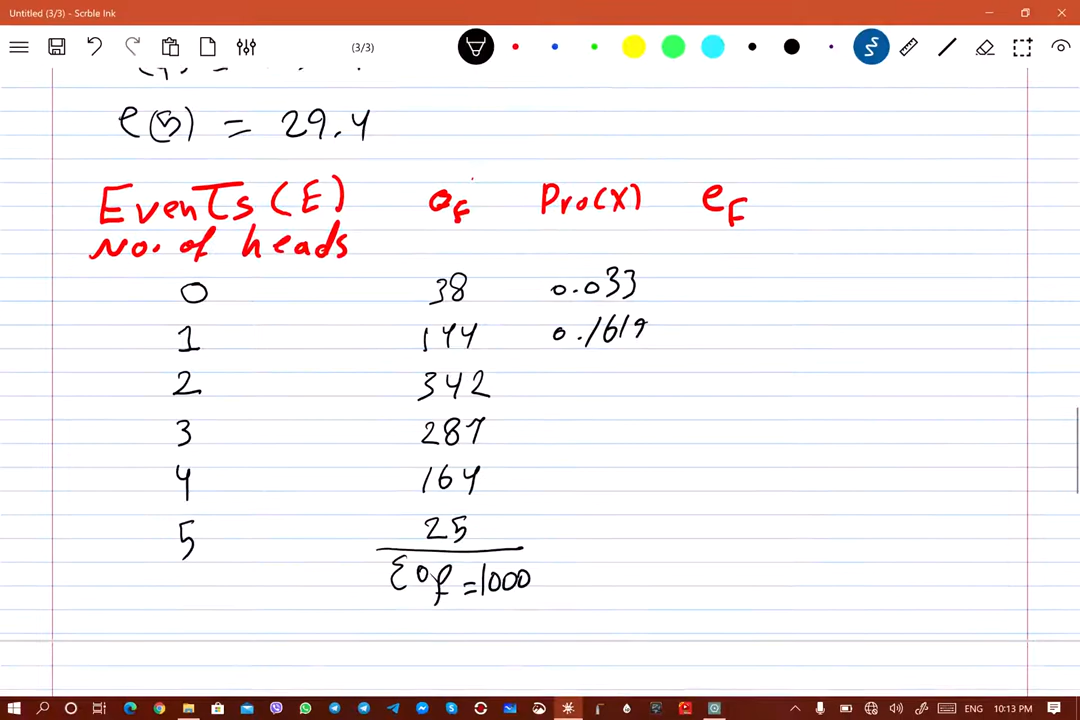 Untitled (3/3) - Scrble Ink
(3/3)
e(5) = 29.4
Events (E) of Pro(X) ef
No. of heads
0 38 0.033
1 144 0.1619
2 342
3 287
4 164
5 25
Σof = 1000
ENG 10:13 PM